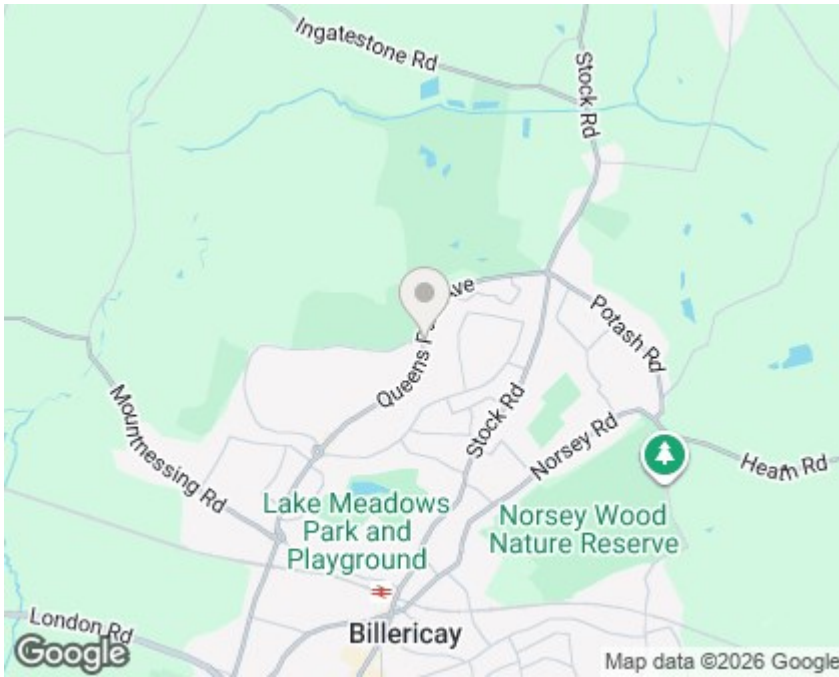 Ingatestone Rd
Stock Rd
Ave
Queens P
Potash Rd
Stock Rd
Norsey Rd
Mountnessing Rd
Heath Rd
Lake Meadows
Park and
Playground
Norsey Wood
Nature Reserve
London Rd
Billericay
Google
Map data ©2026 Google